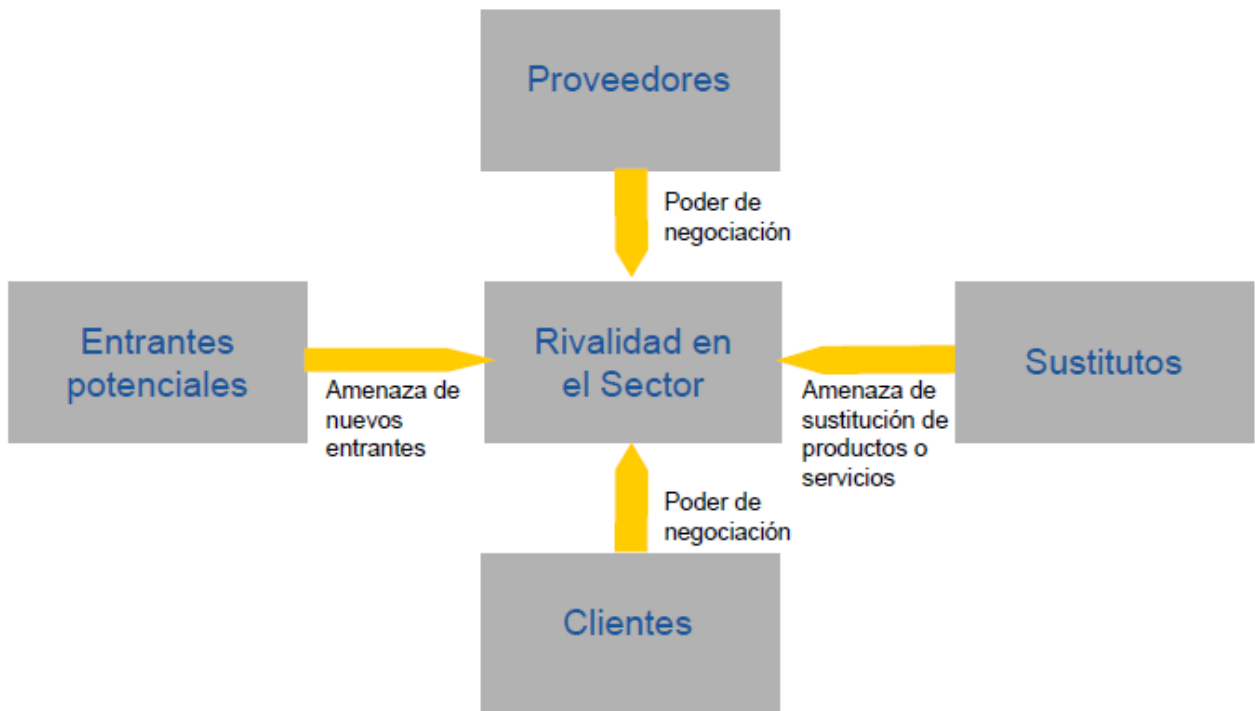 Proveedores
Poder de
negociación
Entrantes
potenciales
Amenaza de
nuevos
entrantes
Rivalidad en
el Sector
Amenaza de
sustitución de
productos o
servicios
Sustitutos
Poder de
negociación
Clientes